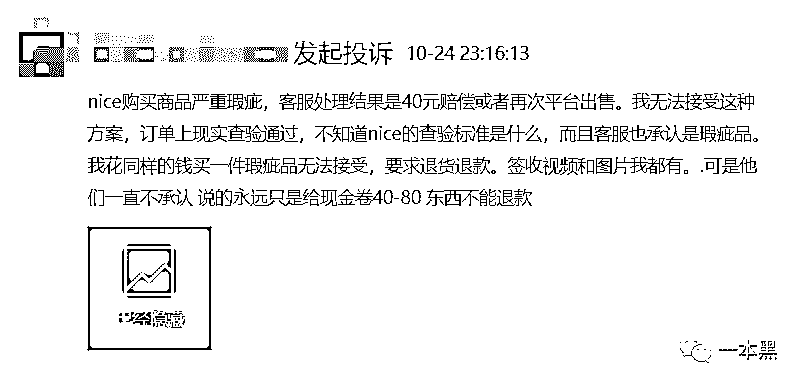 发起投诉 10-24 23:16:13
nice购买商品严重瑕疵，客服处理结果是40元赔偿或者再次平台出售。我无法接受这种
方案，订单上现实查验通过，不知道nice的查验标准是什么，而且客服也承认是瑕疵品。
我花同样的钱买一件瑕疵品无法接受，要求退货退款。签收视频和图片我都有。.可是他
们一直不承认 说的永远只是给现金卷40-80 东西不能退款
已经隐藏
一本黑